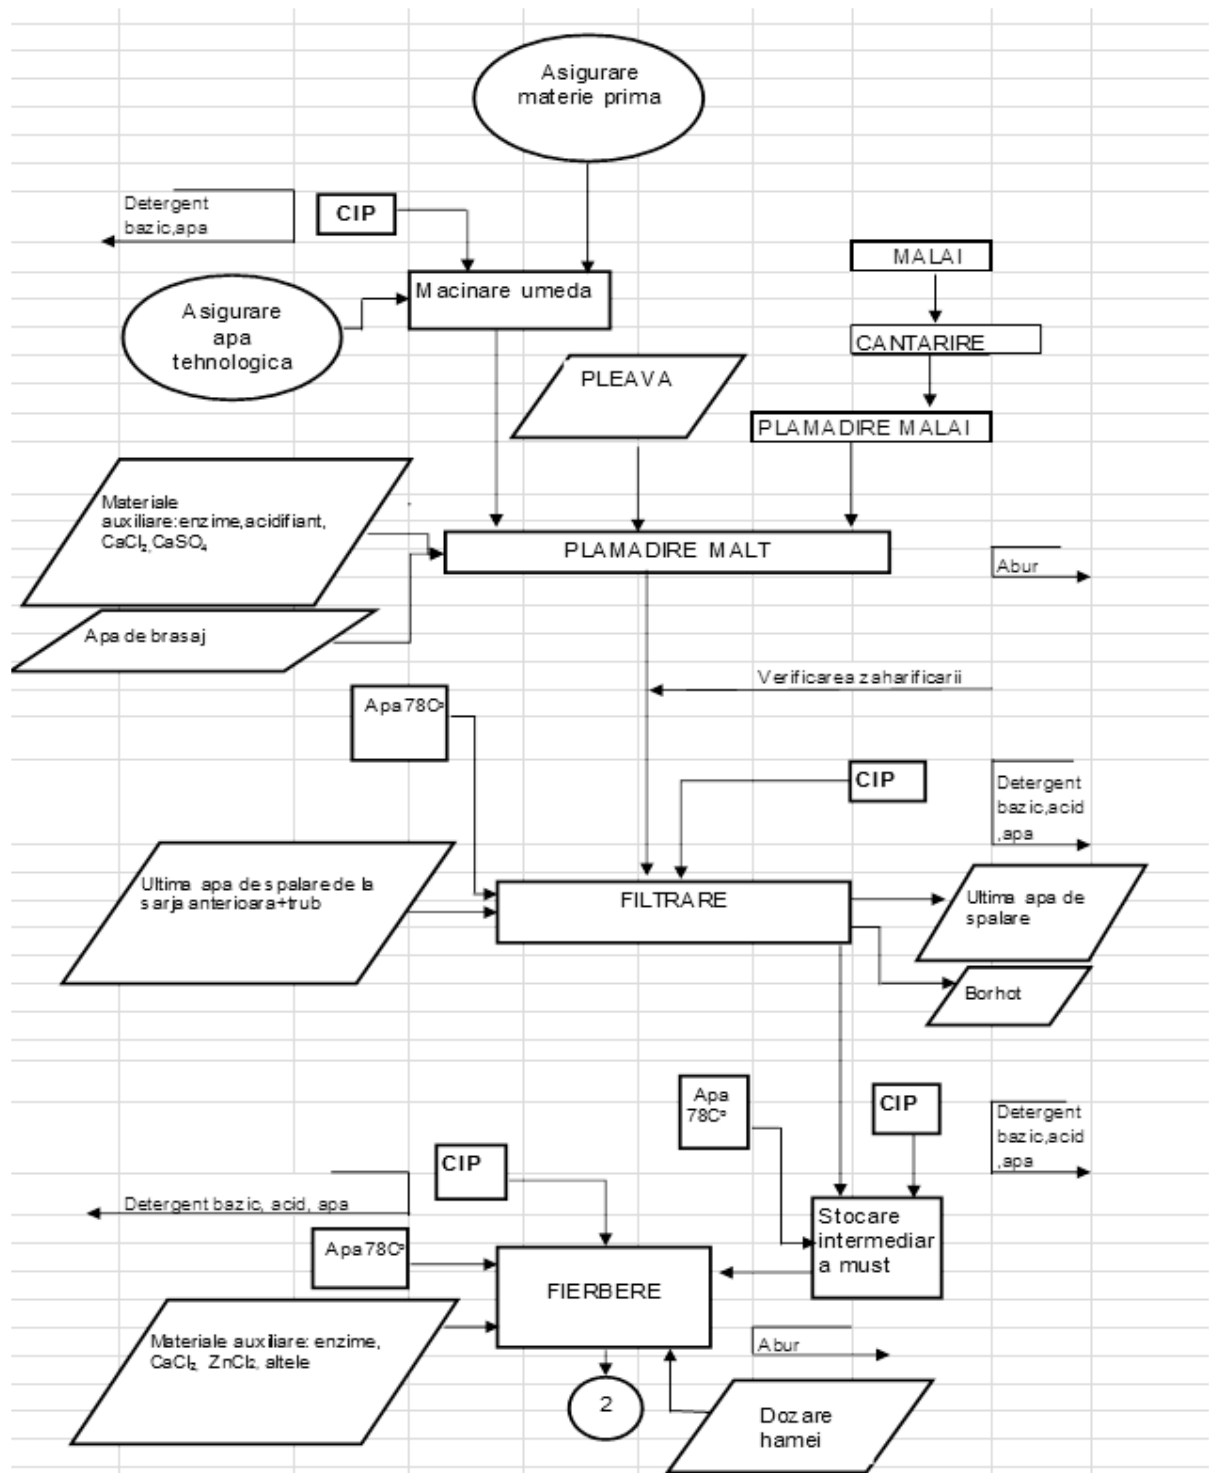 Asigurare
materie prima
Detergent
bazic,apa
CIP
MALAI
Macinare umeda
Asigurare
apa
tehnologica
CANTARIRE
PLEAVA
PLAMADIRE MALAI
Materiale
auxiliare:enzime,acidifiant,
CaCl₂,CaSO₄
PLAMADIRE MALT
Abur
Apa de brasaj
Verificarea zaharificarii
Apa 78Cº
CIP
Detergent
bazic,acid
,apa
Ultima apa de spalare de la
sarja anterioara+trub
FILTRARE
Ultima apa de
spalare
Borhot
Apa
78Cº
CIP
Detergent
bazic,acid
,apa
CIP
Detergent bazic, acid, apa
Stocare
intermediar
a must
Apa 78Cº
FIERBERE
Materiale auxiliare: enzime,
CaCl₂, ZnCl₂, altele
Abur
2
Dozare
hamei